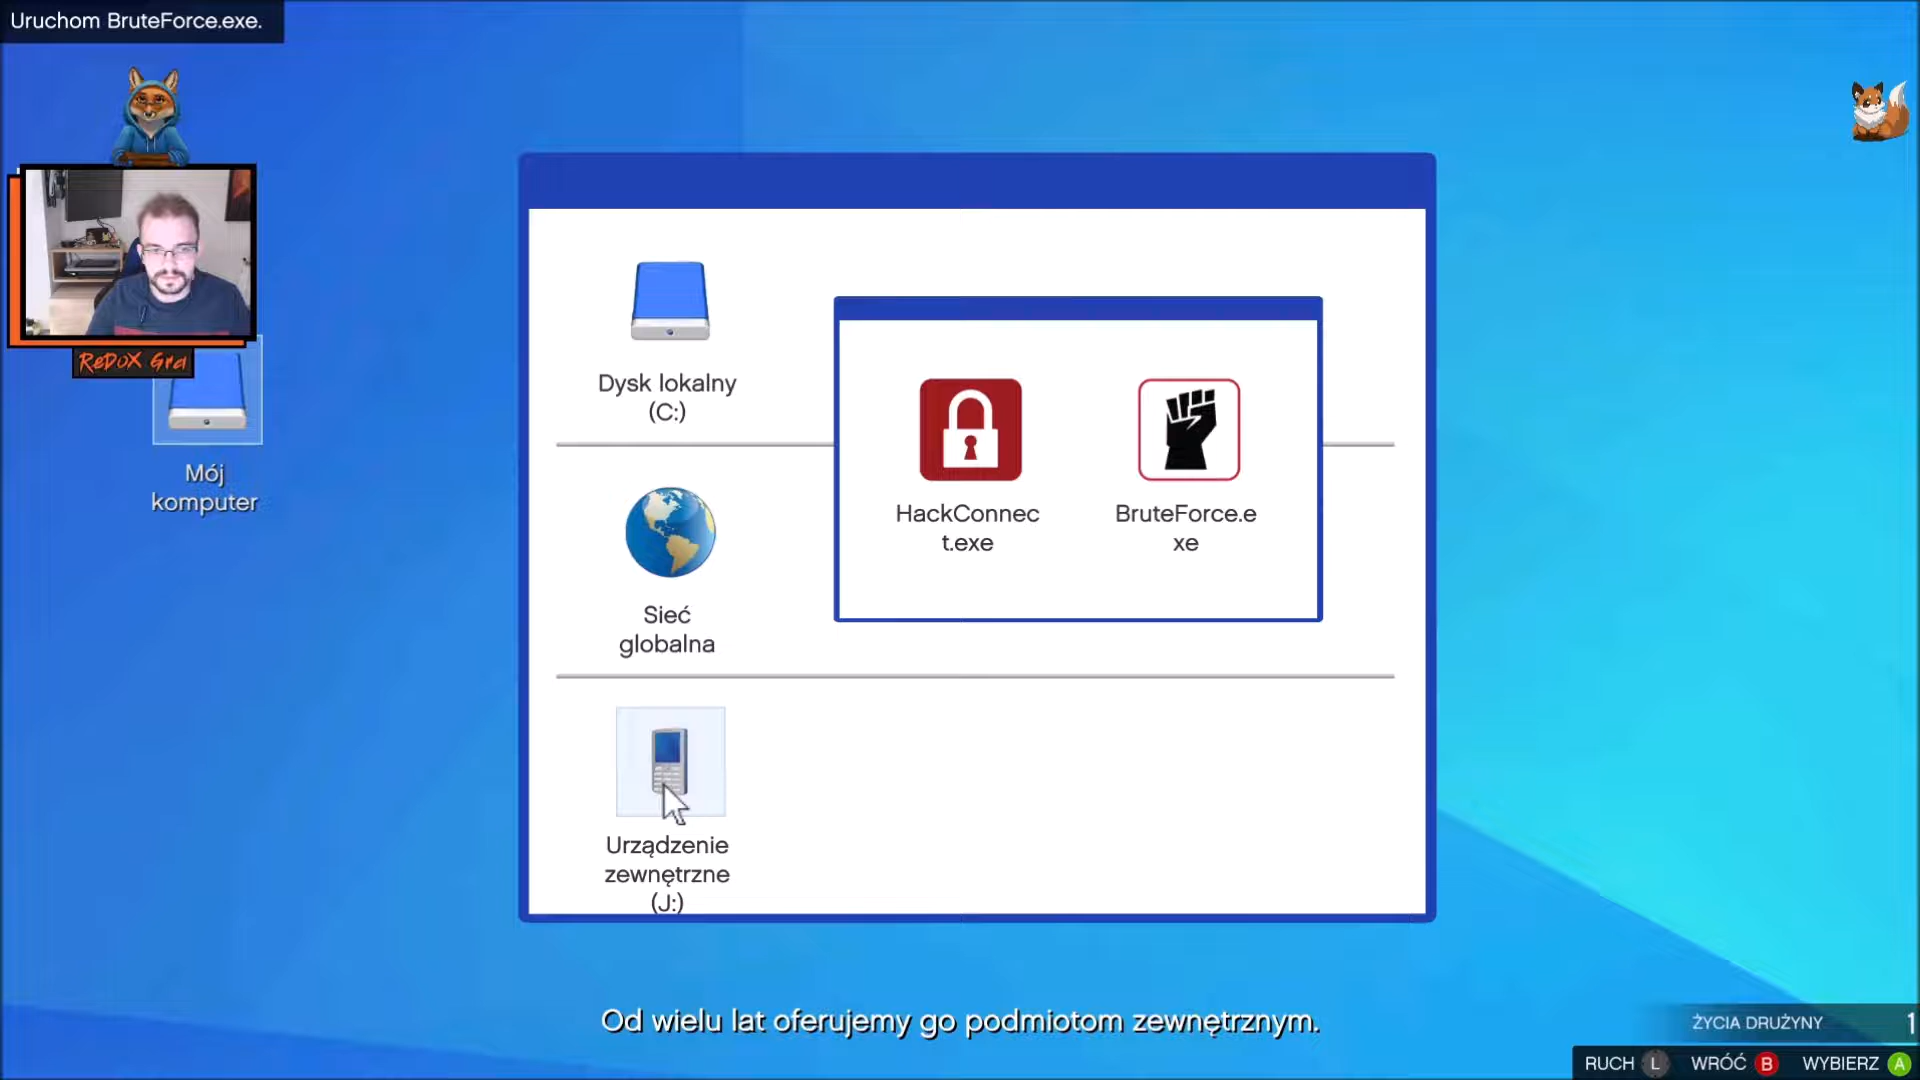 Uruchom BruteForce.exe.
ReDoX Gra
Mój
komputer
Dysk lokalny
(C:)
HackConnec
t.exe
BruteForce.e
xe
Sieć
globalna
Urządzenie
zewnętrzne
(J:)
Od wielu lat oferujemy go podmiotom zewnętrznym.
ŻYCIA DRUŻYNY 1
RUCH L WRÓĆ B WYBIERZ A